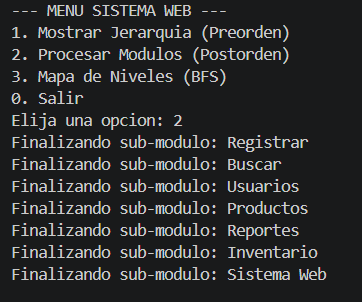 --- MENU SISTEMA WEB ---
1. Mostrar Jerarquia (Preorden)
2. Procesar Modulos (Postorden)
3. Mapa de Niveles (BFS)
0. Salir
Elija una opcion: 2
Finalizando sub-modulo: Registrar
Finalizando sub-modulo: Buscar
Finalizando sub-modulo: Usuarios
Finalizando sub-modulo: Productos
Finalizando sub-modulo: Reportes
Finalizando sub-modulo: Inventario
Finalizando sub-modulo: Sistema Web